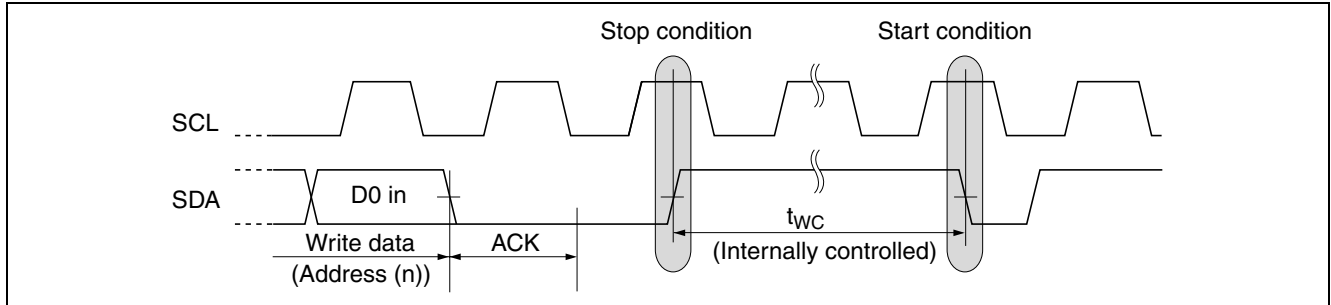 Stop condition
Start condition
SCL
SDA
D0 in
Write data
(Address (n))
ACK
tWC
(Internally controlled)